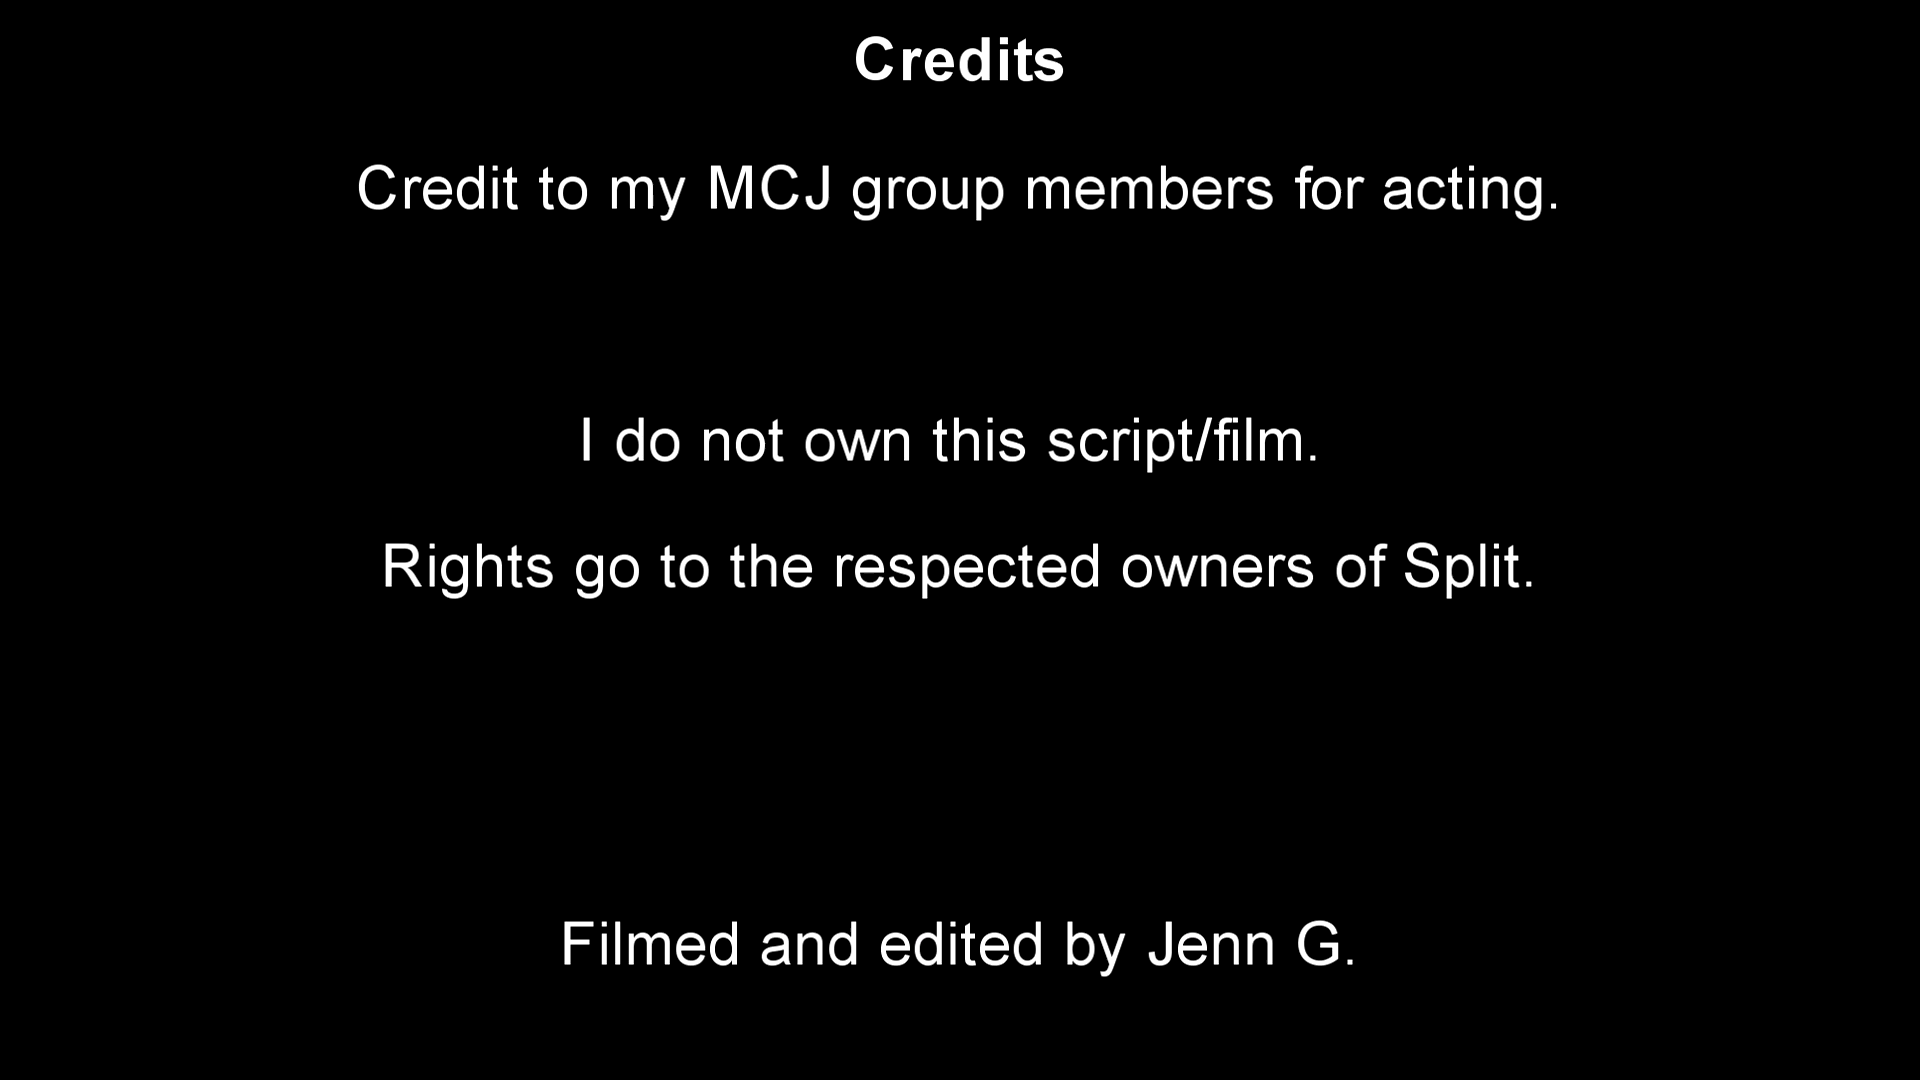 Credits
Credit to my MCJ group members for acting.
I do not own this script/film.
Rights go to the respected owners of Split.
Filmed and edited by Jenn G.